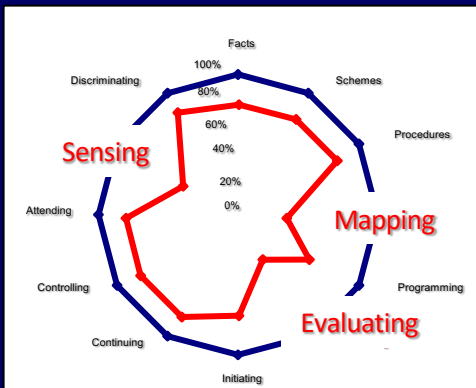 Facts
100%
Discriminating
Schemes
80%
60%
Procedures
Sensing
40%
20%
0%
Attending
Mapping
Controlling
Programming
Evaluating
Continuing
Initiating